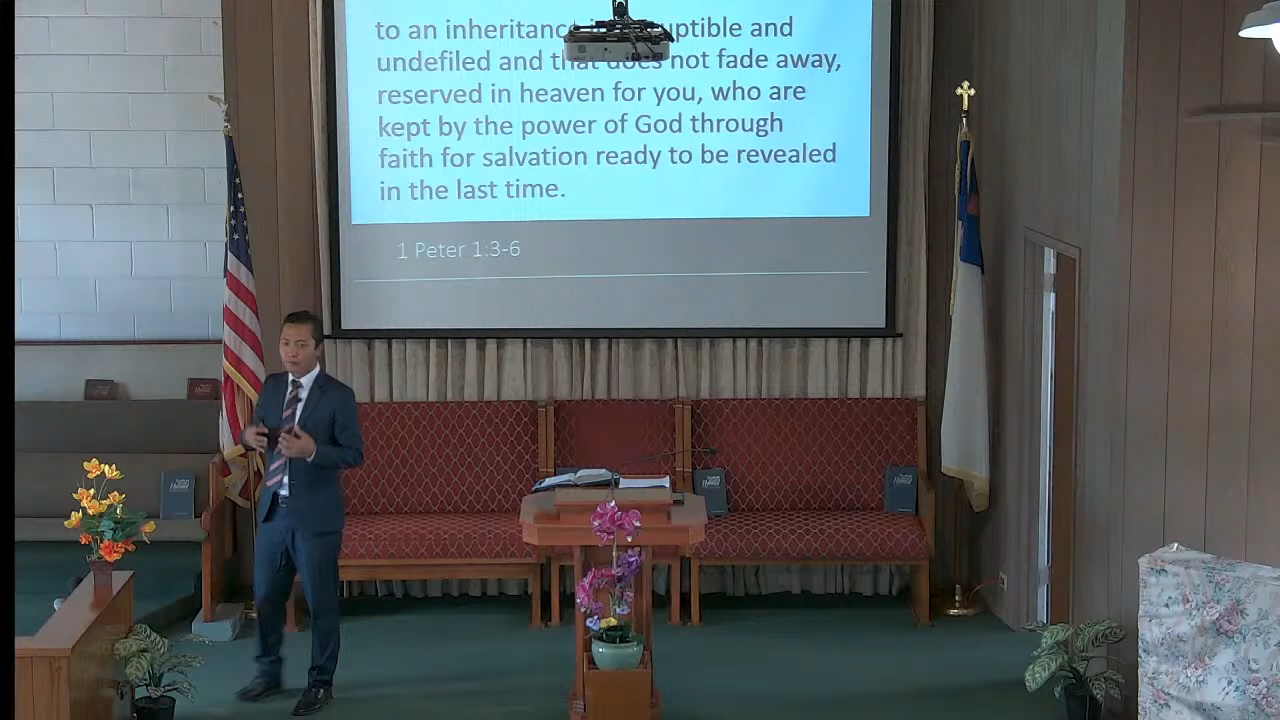 to an inheritance uptible and
undefiled and that does not fade away,
reserved in heaven for you, who are
kept by the power of God through
faith for salvation ready to be revealed
in the last time.
1 Peter 1:3-6